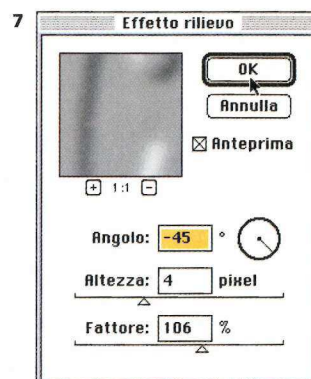 7
Effetto rilievo
OK
Annulla
Anteprima
+ 1:1 −
Angolo: -45 °
Altezza: 4 pixel
Fattore: 106 %